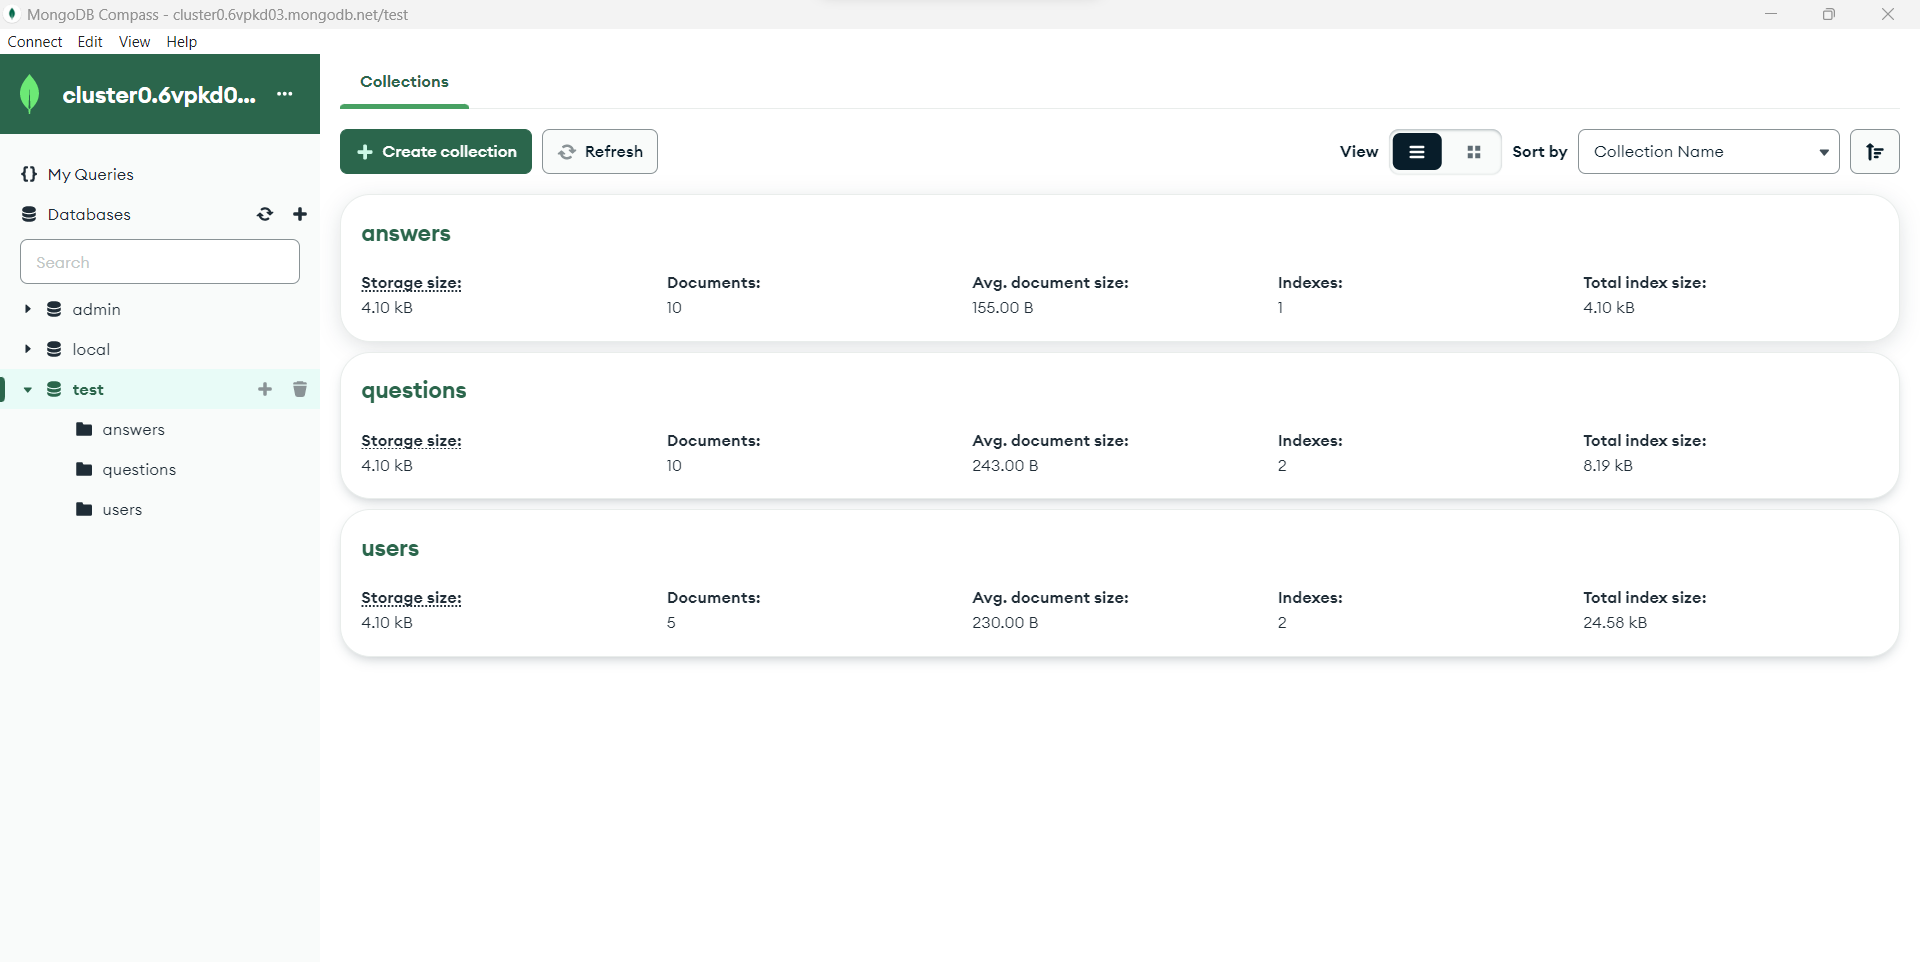 MongoDB Compass - cluster0.6vpkd03.mongodb.net/test
Connect Edit View Help
cluster0.6vpkd0... ···
Collections
Create collection
Refresh
View
Sort by
Collection Name
{} My Queries
Databases
Search
admin
local
test
answers
questions
users
answers
Storage size: Documents: Avg. document size: Indexes: Total index size:
4.10 kB 10 155.00 B 1 4.10 kB
questions
Storage size: Documents: Avg. document size: Indexes: Total index size:
4.10 kB 10 243.00 B 2 8.19 kB
users
Storage size: Documents: Avg. document size: Indexes: Total index size:
4.10 kB 5 230.00 B 2 24.58 kB